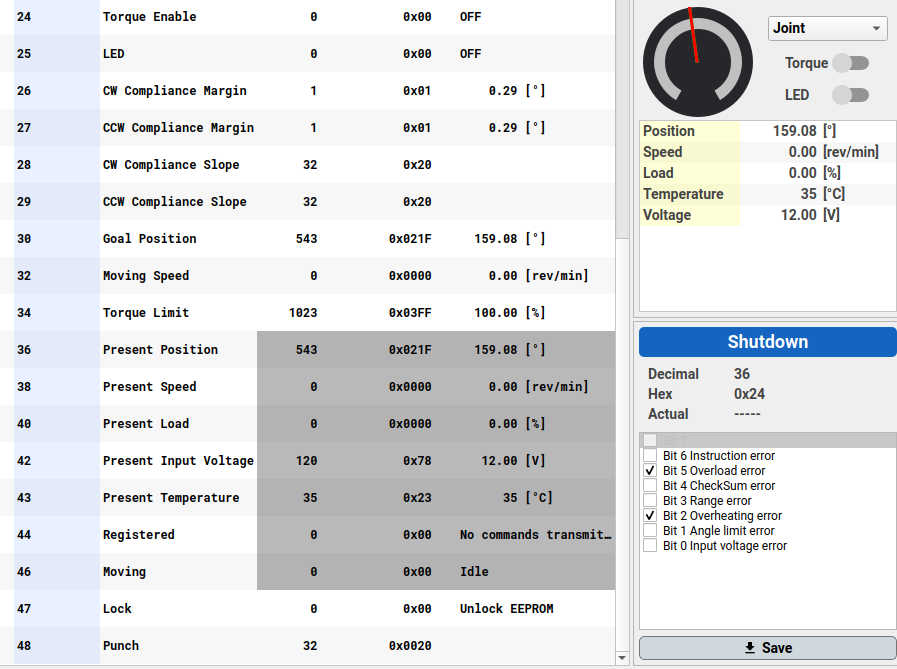 24 Torque Enable 0 0x00 OFF
25 LED 0 0x00 OFF
26 CW Compliance Margin 1 0x01 0.29 [°]
27 CCW Compliance Margin 1 0x01 0.29 [°]
28 CW Compliance Slope 32 0x20
29 CCW Compliance Slope 32 0x20
30 Goal Position 543 0x021F 159.08 [°]
32 Moving Speed 0 0x0000 0.00 [rev/min]
34 Torque Limit 1023 0x03FF 100.00 [%]
36 Present Position 543 0x021F 159.08 [°]
38 Present Speed 0 0x0000 0.00 [rev/min]
40 Present Load 0 0x0000 0.00 [%]
42 Present Input Voltage 120 0x78 12.00 [V]
43 Present Temperature 35 0x23 35 [°C]
44 Registered 0 0x00 No commands transmit…
46 Moving 0 0x00 Idle
47 Lock 0 0x00 Unlock EEPROM
48 Punch 32 0x0020
Joint
Torque
LED
Position 159.08 [°]
Speed 0.00 [rev/min]
Load 0.00 [%]
Temperature 35 [°C]
Voltage 12.00 [V]
Shutdown
Decimal 36
Hex 0x24
Actual -----
Bit 7 -
Bit 6 Instruction error
Bit 5 Overload error
Bit 4 CheckSum error
Bit 3 Range error
Bit 2 Overheating error
Bit 1 Angle limit error
Bit 0 Input voltage error
Save